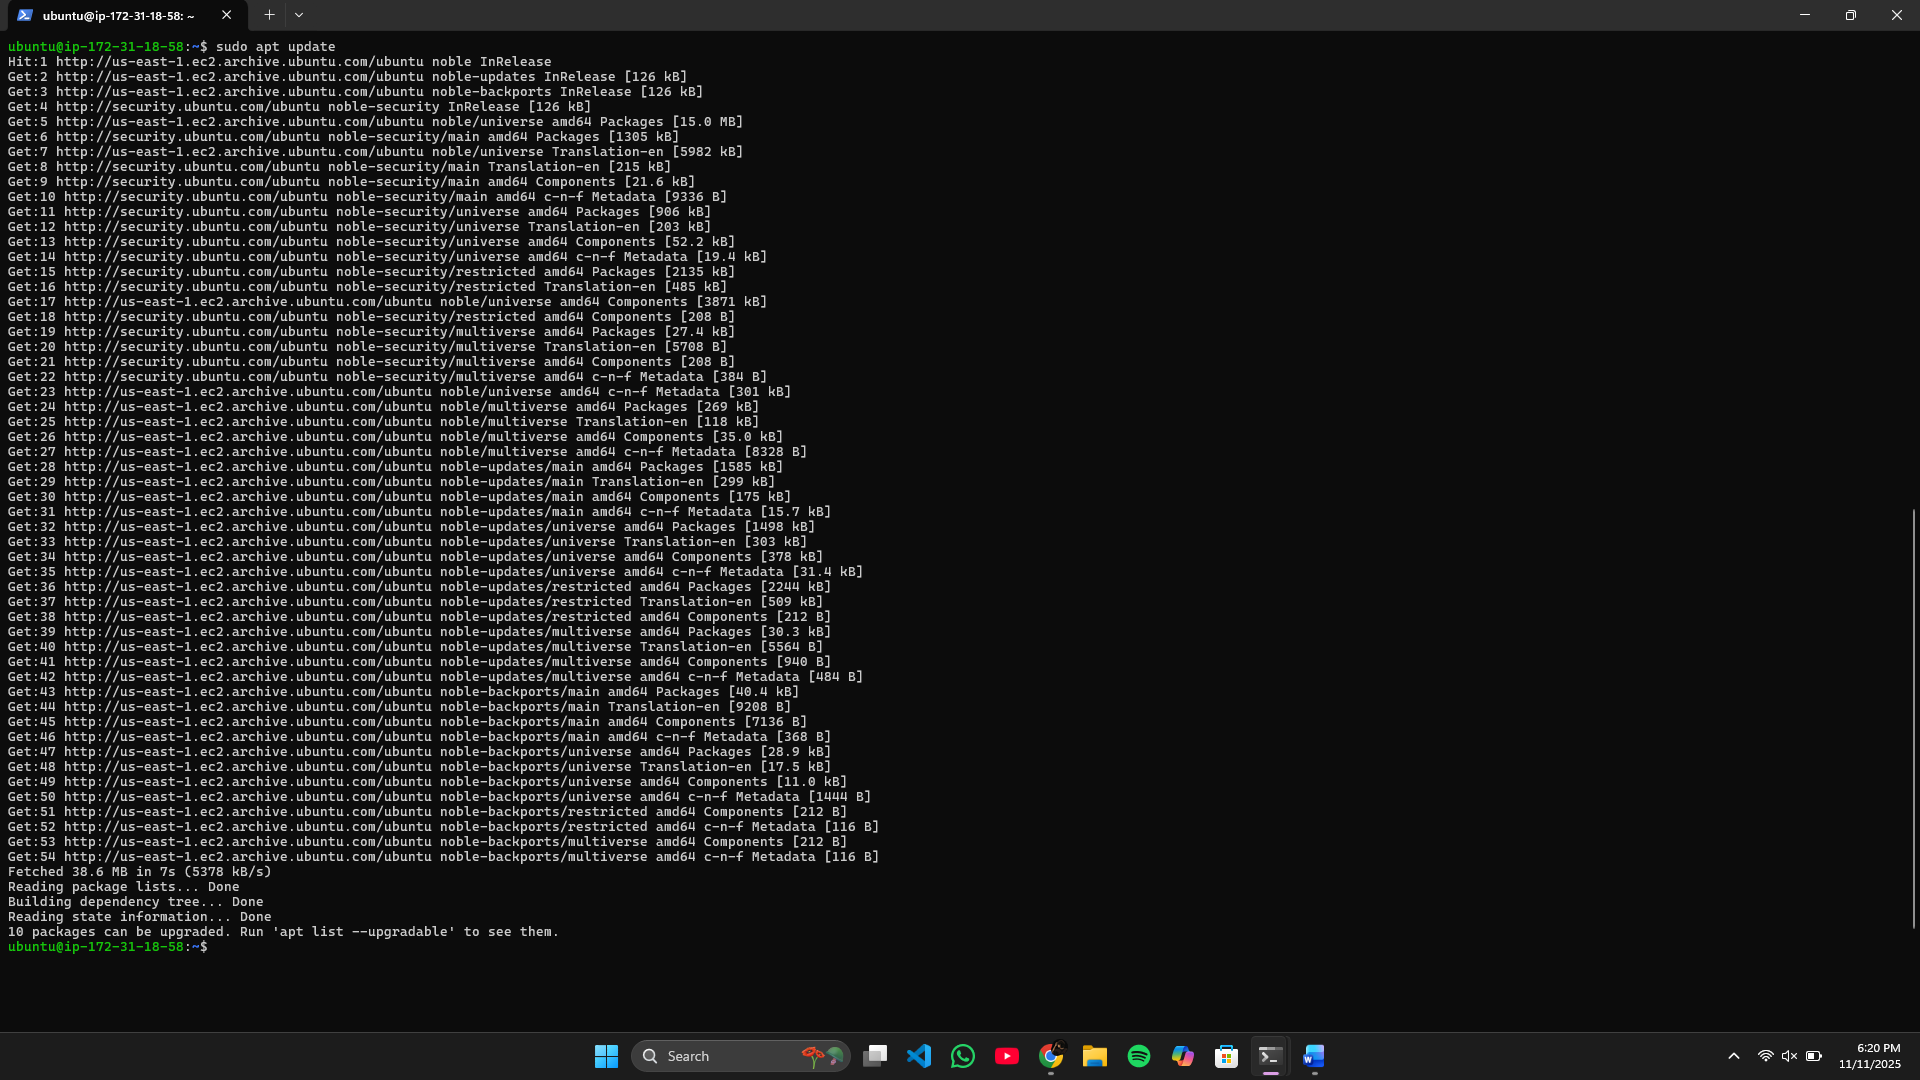 ubuntu@ip-172-31-18-58: ~
ubuntu@ip-172-31-18-58:~$ sudo apt update
Hit:1 http://us-east-1.ec2.archive.ubuntu.com/ubuntu noble InRelease
Get:2 http://us-east-1.ec2.archive.ubuntu.com/ubuntu noble-updates InRelease [126 kB]
Get:3 http://us-east-1.ec2.archive.ubuntu.com/ubuntu noble-backports InRelease [126 kB]
Get:4 http://security.ubuntu.com/ubuntu noble-security InRelease [126 kB]
Get:5 http://us-east-1.ec2.archive.ubuntu.com/ubuntu noble/universe amd64 Packages [15.0 MB]
Get:6 http://security.ubuntu.com/ubuntu noble-security/main amd64 Packages [1305 kB]
Get:7 http://us-east-1.ec2.archive.ubuntu.com/ubuntu noble/universe Translation-en [5982 kB]
Get:8 http://security.ubuntu.com/ubuntu noble-security/main Translation-en [215 kB]
Get:9 http://security.ubuntu.com/ubuntu noble-security/main amd64 Components [21.6 kB]
Get:10 http://security.ubuntu.com/ubuntu noble-security/main amd64 c-n-f Metadata [9336 B]
Get:11 http://security.ubuntu.com/ubuntu noble-security/universe amd64 Packages [906 kB]
Get:12 http://security.ubuntu.com/ubuntu noble-security/universe Translation-en [203 kB]
Get:13 http://security.ubuntu.com/ubuntu noble-security/universe amd64 Components [52.2 kB]
Get:14 http://security.ubuntu.com/ubuntu noble-security/universe amd64 c-n-f Metadata [19.4 kB]
Get:15 http://security.ubuntu.com/ubuntu noble-security/restricted amd64 Packages [2135 kB]
Get:16 http://security.ubuntu.com/ubuntu noble-security/restricted Translation-en [485 kB]
Get:17 http://us-east-1.ec2.archive.ubuntu.com/ubuntu noble/universe amd64 Components [3871 kB]
Get:18 http://security.ubuntu.com/ubuntu noble-security/restricted amd64 Components [208 B]
Get:19 http://security.ubuntu.com/ubuntu noble-security/multiverse amd64 Packages [27.4 kB]
Get:20 http://security.ubuntu.com/ubuntu noble-security/multiverse Translation-en [5708 B]
Get:21 http://security.ubuntu.com/ubuntu noble-security/multiverse amd64 Components [208 B]
Get:22 http://security.ubuntu.com/ubuntu noble-security/multiverse amd64 c-n-f Metadata [384 B]
Get:23 http://us-east-1.ec2.archive.ubuntu.com/ubuntu noble/universe amd64 c-n-f Metadata [301 kB]
Get:24 http://us-east-1.ec2.archive.ubuntu.com/ubuntu noble/multiverse amd64 Packages [269 kB]
Get:25 http://us-east-1.ec2.archive.ubuntu.com/ubuntu noble/multiverse Translation-en [118 kB]
Get:26 http://us-east-1.ec2.archive.ubuntu.com/ubuntu noble/multiverse amd64 Components [35.0 kB]
Get:27 http://us-east-1.ec2.archive.ubuntu.com/ubuntu noble/multiverse amd64 c-n-f Metadata [8328 B]
Get:28 http://us-east-1.ec2.archive.ubuntu.com/ubuntu noble-updates/main amd64 Packages [1585 kB]
Get:29 http://us-east-1.ec2.archive.ubuntu.com/ubuntu noble-updates/main Translation-en [299 kB]
Get:30 http://us-east-1.ec2.archive.ubuntu.com/ubuntu noble-updates/main amd64 Components [175 kB]
Get:31 http://us-east-1.ec2.archive.ubuntu.com/ubuntu noble-updates/main amd64 c-n-f Metadata [15.7 kB]
Get:32 http://us-east-1.ec2.archive.ubuntu.com/ubuntu noble-updates/universe amd64 Packages [1498 kB]
Get:33 http://us-east-1.ec2.archive.ubuntu.com/ubuntu noble-updates/universe Translation-en [303 kB]
Get:34 http://us-east-1.ec2.archive.ubuntu.com/ubuntu noble-updates/universe amd64 Components [378 kB]
Get:35 http://us-east-1.ec2.archive.ubuntu.com/ubuntu noble-updates/universe amd64 c-n-f Metadata [31.4 kB]
Get:36 http://us-east-1.ec2.archive.ubuntu.com/ubuntu noble-updates/restricted amd64 Packages [2244 kB]
Get:37 http://us-east-1.ec2.archive.ubuntu.com/ubuntu noble-updates/restricted Translation-en [509 kB]
Get:38 http://us-east-1.ec2.archive.ubuntu.com/ubuntu noble-updates/restricted amd64 Components [212 B]
Get:39 http://us-east-1.ec2.archive.ubuntu.com/ubuntu noble-updates/multiverse amd64 Packages [30.3 kB]
Get:40 http://us-east-1.ec2.archive.ubuntu.com/ubuntu noble-updates/multiverse Translation-en [5564 B]
Get:41 http://us-east-1.ec2.archive.ubuntu.com/ubuntu noble-updates/multiverse amd64 Components [940 B]
Get:42 http://us-east-1.ec2.archive.ubuntu.com/ubuntu noble-updates/multiverse amd64 c-n-f Metadata [484 B]
Get:43 http://us-east-1.ec2.archive.ubuntu.com/ubuntu noble-backports/main amd64 Packages [40.4 kB]
Get:44 http://us-east-1.ec2.archive.ubuntu.com/ubuntu noble-backports/main Translation-en [9208 B]
Get:45 http://us-east-1.ec2.archive.ubuntu.com/ubuntu noble-backports/main amd64 Components [7136 B]
Get:46 http://us-east-1.ec2.archive.ubuntu.com/ubuntu noble-backports/main amd64 c-n-f Metadata [368 B]
Get:47 http://us-east-1.ec2.archive.ubuntu.com/ubuntu noble-backports/universe amd64 Packages [28.9 kB]
Get:48 http://us-east-1.ec2.archive.ubuntu.com/ubuntu noble-backports/universe Translation-en [17.5 kB]
Get:49 http://us-east-1.ec2.archive.ubuntu.com/ubuntu noble-backports/universe amd64 Components [11.0 kB]
Get:50 http://us-east-1.ec2.archive.ubuntu.com/ubuntu noble-backports/universe amd64 c-n-f Metadata [1444 B]
Get:51 http://us-east-1.ec2.archive.ubuntu.com/ubuntu noble-backports/restricted amd64 Components [212 B]
Get:52 http://us-east-1.ec2.archive.ubuntu.com/ubuntu noble-backports/restricted amd64 c-n-f Metadata [116 B]
Get:53 http://us-east-1.ec2.archive.ubuntu.com/ubuntu noble-backports/multiverse amd64 Components [212 B]
Get:54 http://us-east-1.ec2.archive.ubuntu.com/ubuntu noble-backports/multiverse amd64 c-n-f Metadata [116 B]
Fetched 38.6 MB in 7s (5378 kB/s)
Reading package lists... Done
Building dependency tree... Done
Reading state information... Done
10 packages can be upgraded. Run 'apt list --upgradable' to see them.
ubuntu@ip-172-31-18-58:~$
Search
6:20 PM
11/11/2025